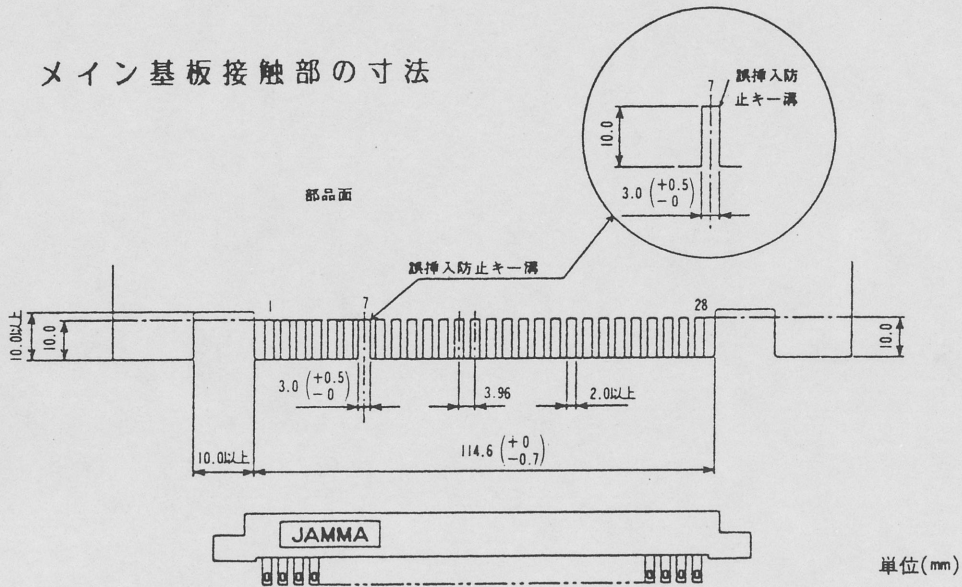 メイン基板接触部の寸法
7
誤挿入防
止キー溝
10.0
3.0 (+0.5
-0)
部品面
誤挿入防止キー溝
1
7
28
10.0以上
10.0
10.0
3.0 (+0.5
-0)
3.96
2.0以上
10.0以上
114.6 (+0
-0.7)
JAMMA
単位(mm)